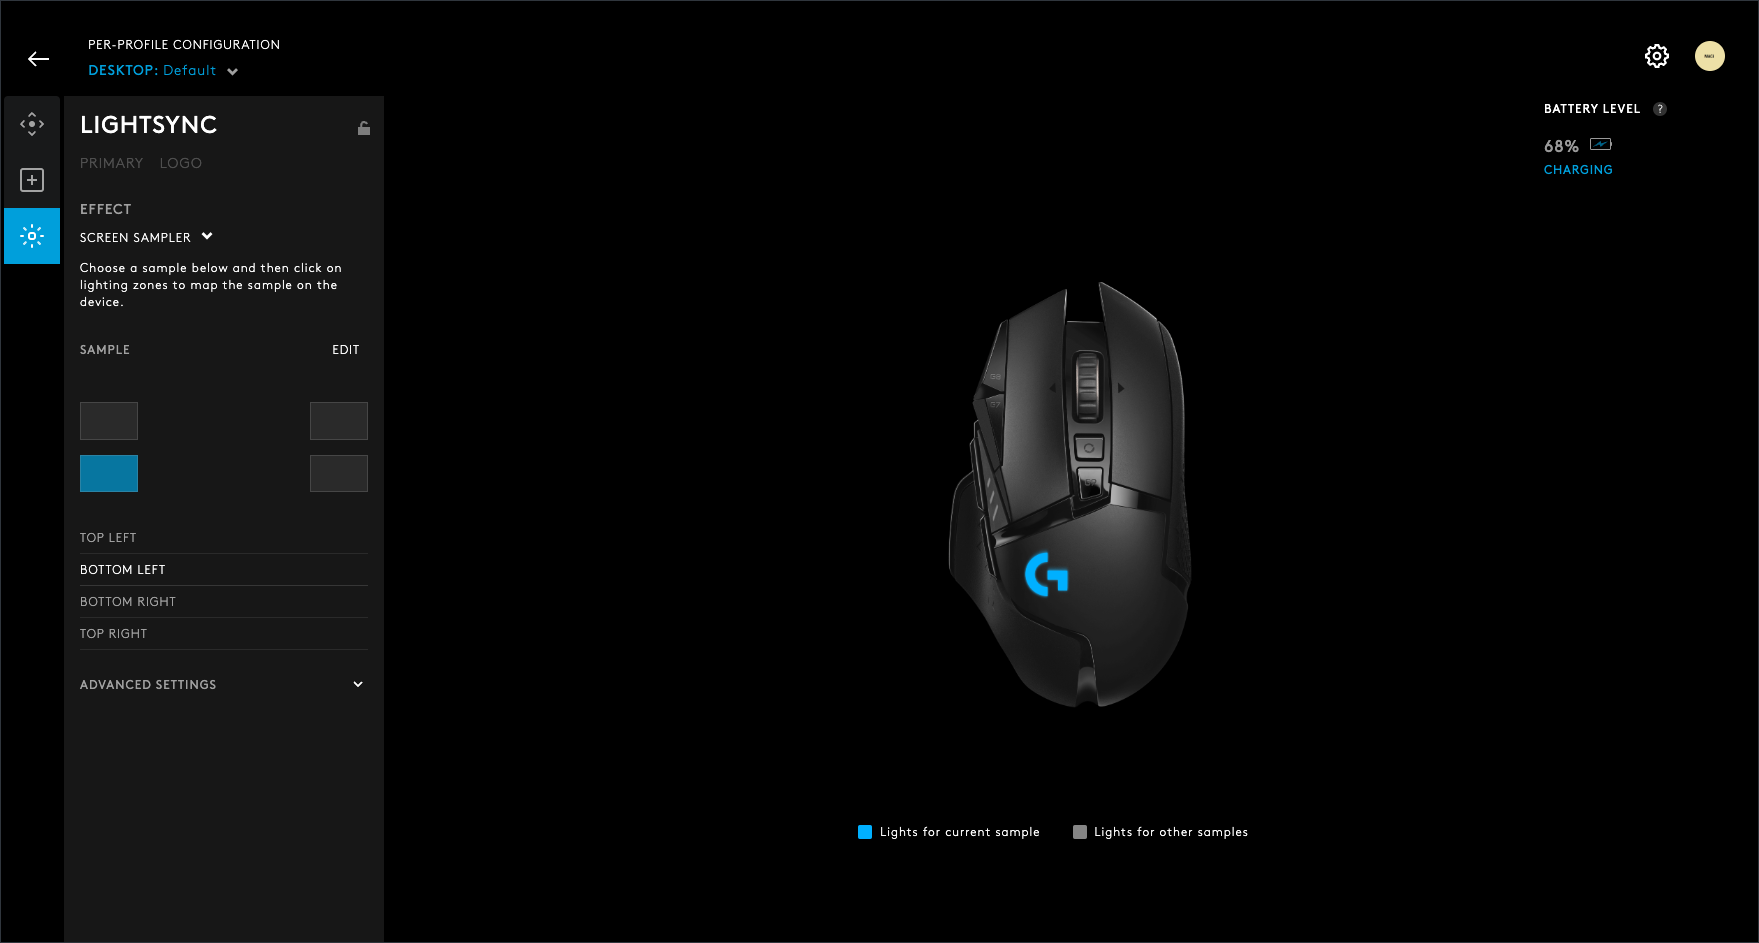 PER-PROFILE CONFIGURATION
DESKTOP: Default
LIGHTSYNC
PRIMARY LOGO
EFFECT
SCREEN SAMPLER
Choose a sample below and then click on
lighting zones to map the sample on the
device.
SAMPLE EDIT
TOP LEFT
BOTTOM LEFT
BOTTOM RIGHT
TOP RIGHT
ADVANCED SETTINGS
BATTERY LEVEL ?
68%
CHARGING
G8
G7
Lights for current sample
Lights for other samples